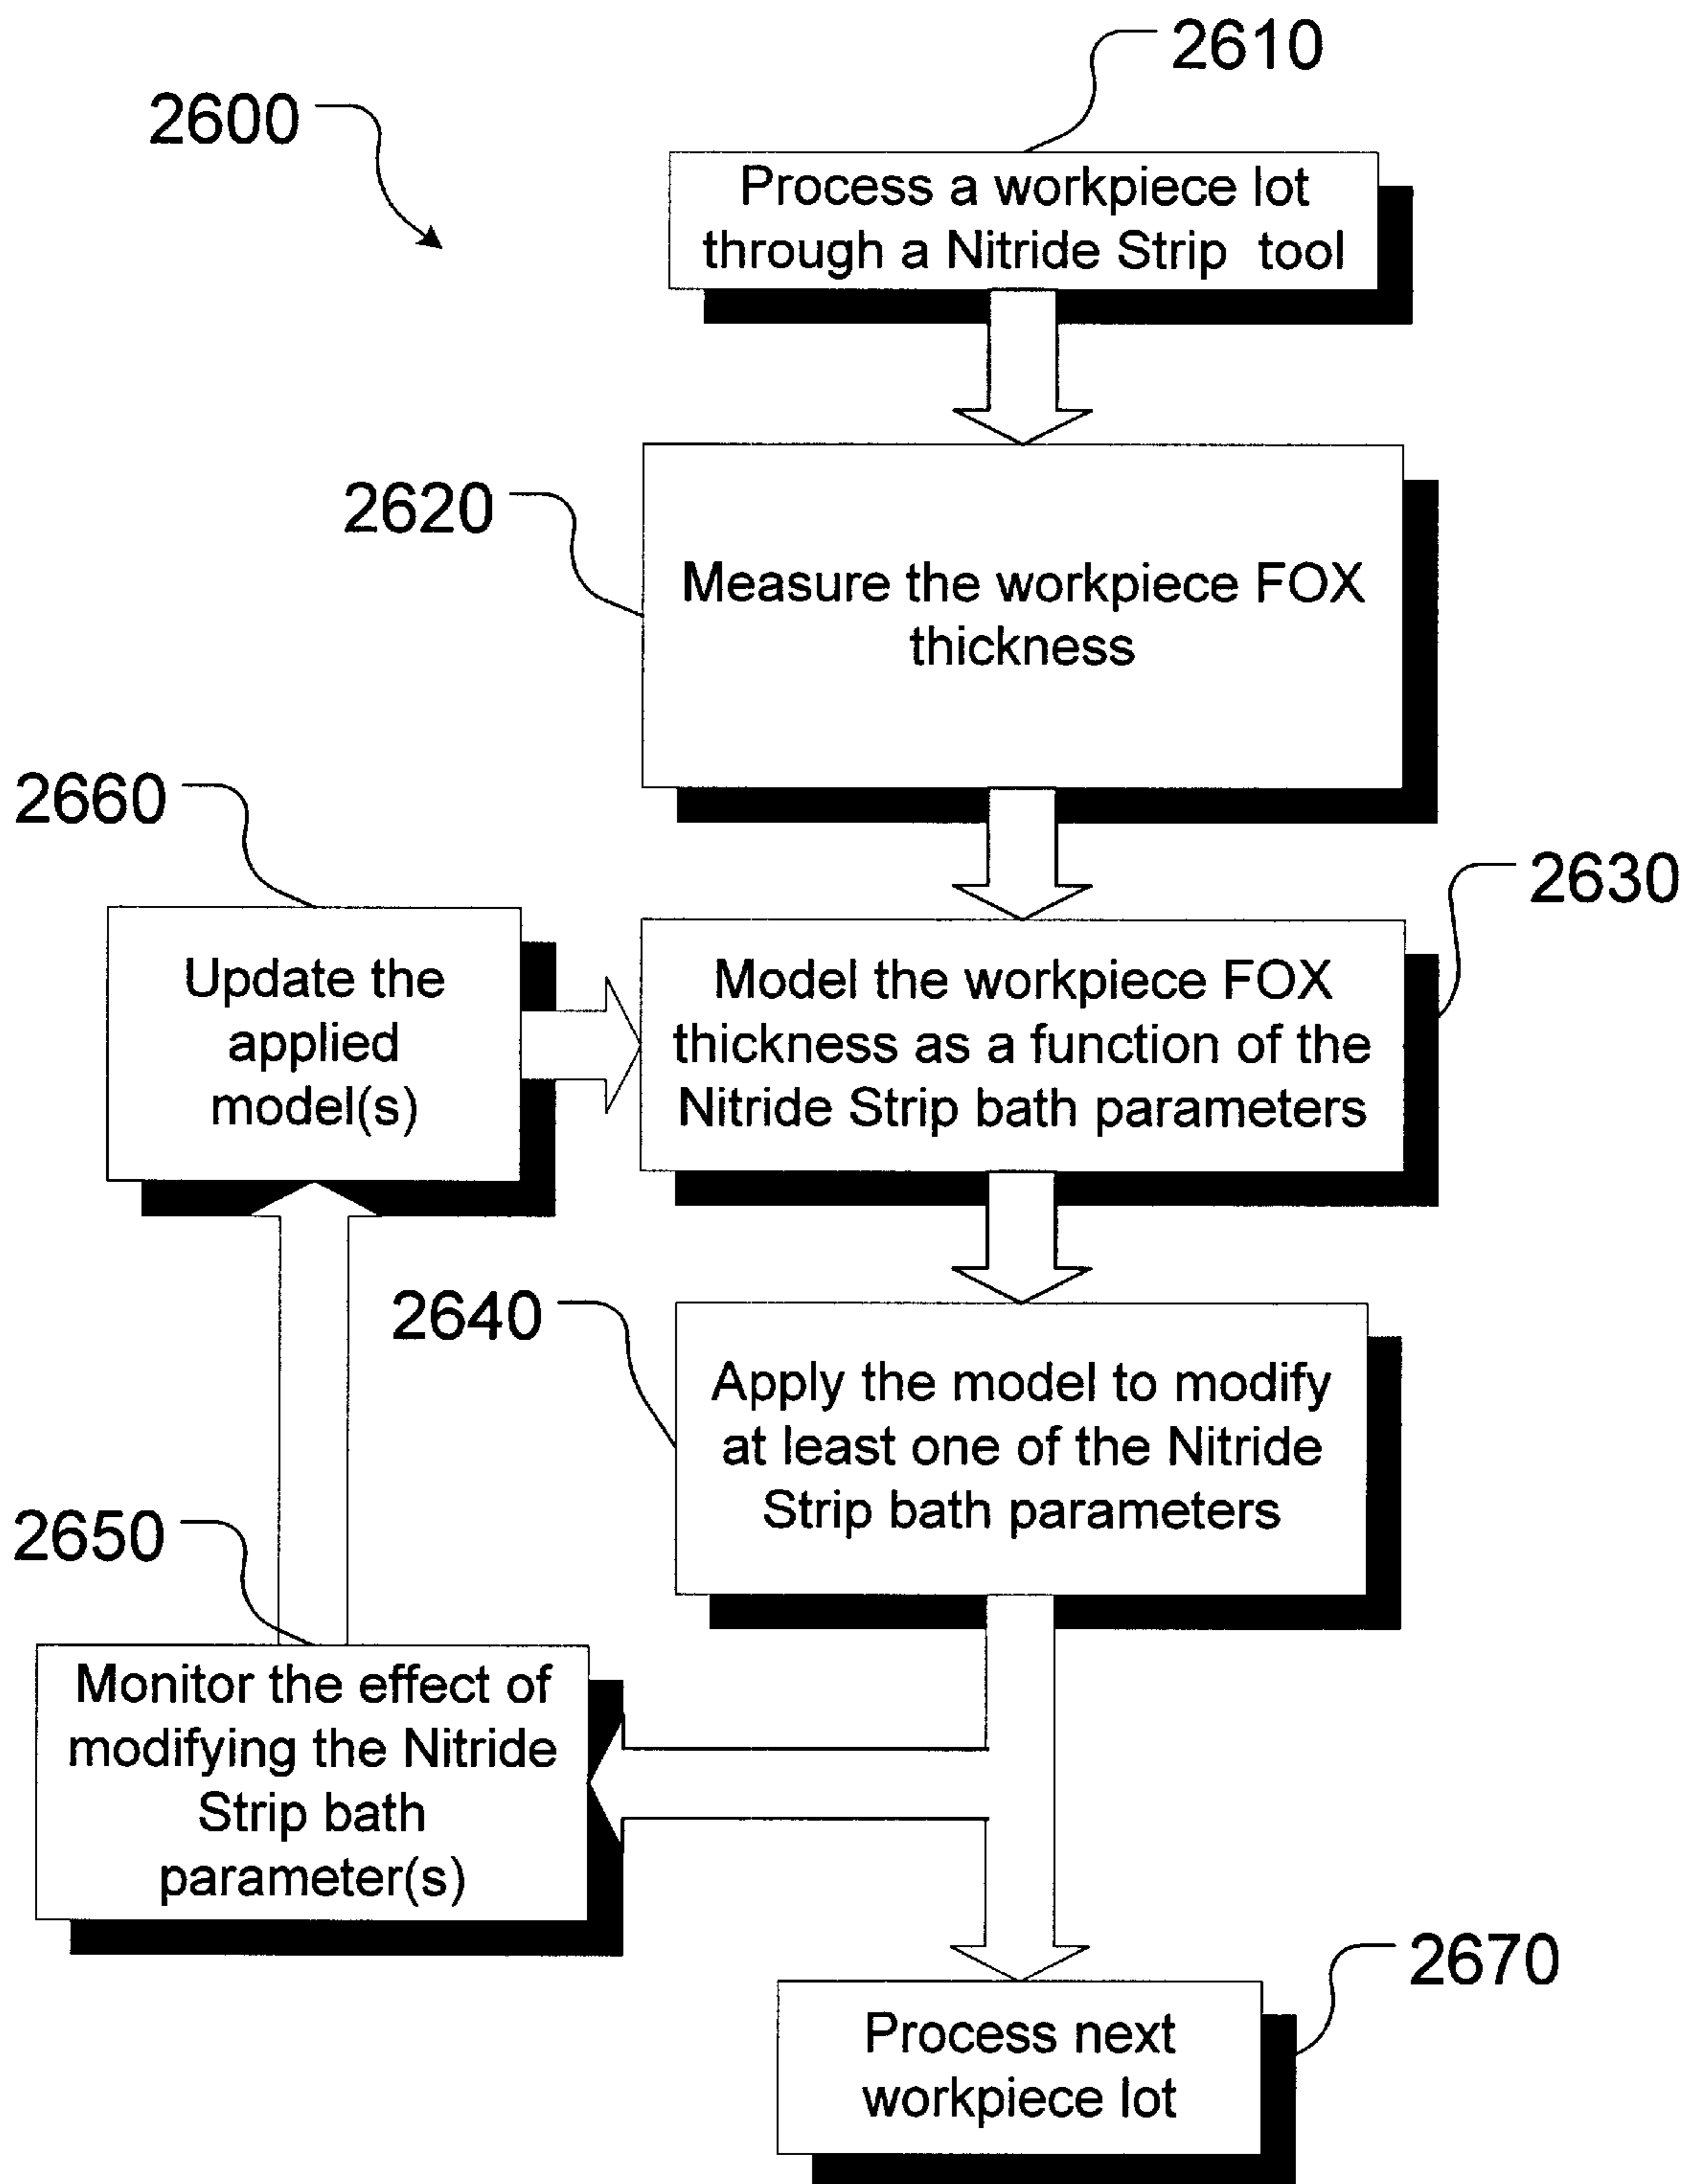 2610
2600
Process a workpiece lot
through a Nitride Strip tool
2620
Measure the workpiece FOX
thickness
2660
2630
Update the
applied
model(s)
Model the workpiece FOX
thickness as a function of the
Nitride Strip bath parameters
2640
Apply the model to modify
at least one of the Nitride
Strip bath parameters
2650
Monitor the effect of
modifying the Nitride
Strip bath
parameter(s)
2670
Process next
workpiece lot